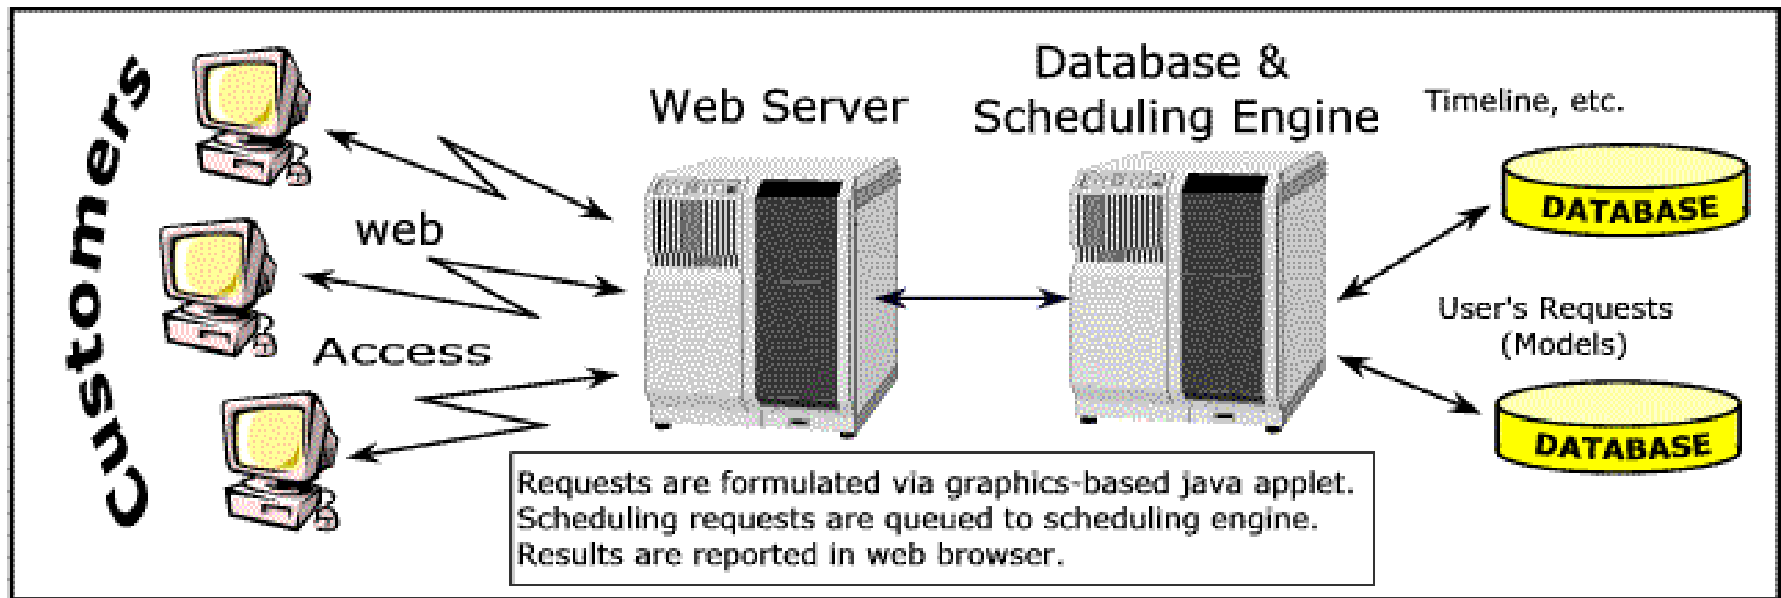 Customers
web
Access
Web Server
Database &
Scheduling Engine
Timeline, etc.
DATABASE
User's Requests
(Models)
DATABASE
Requests are formulated via graphics-based java applet.
Scheduling requests are queued to scheduling engine.
Results are reported in web browser.